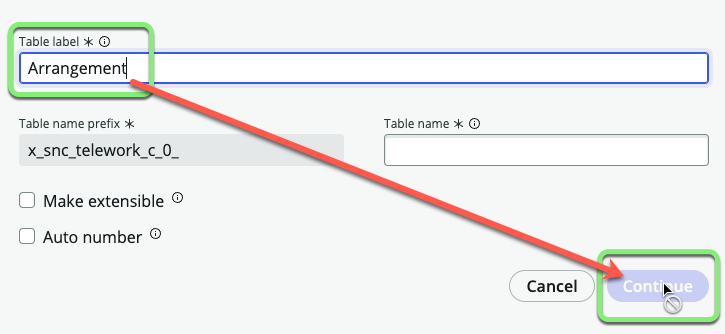 Table label *
Arrangement
Table name prefix *
Table name *
x_snc_telework_c_0_
Make extensible
Auto number
Cancel
Continue